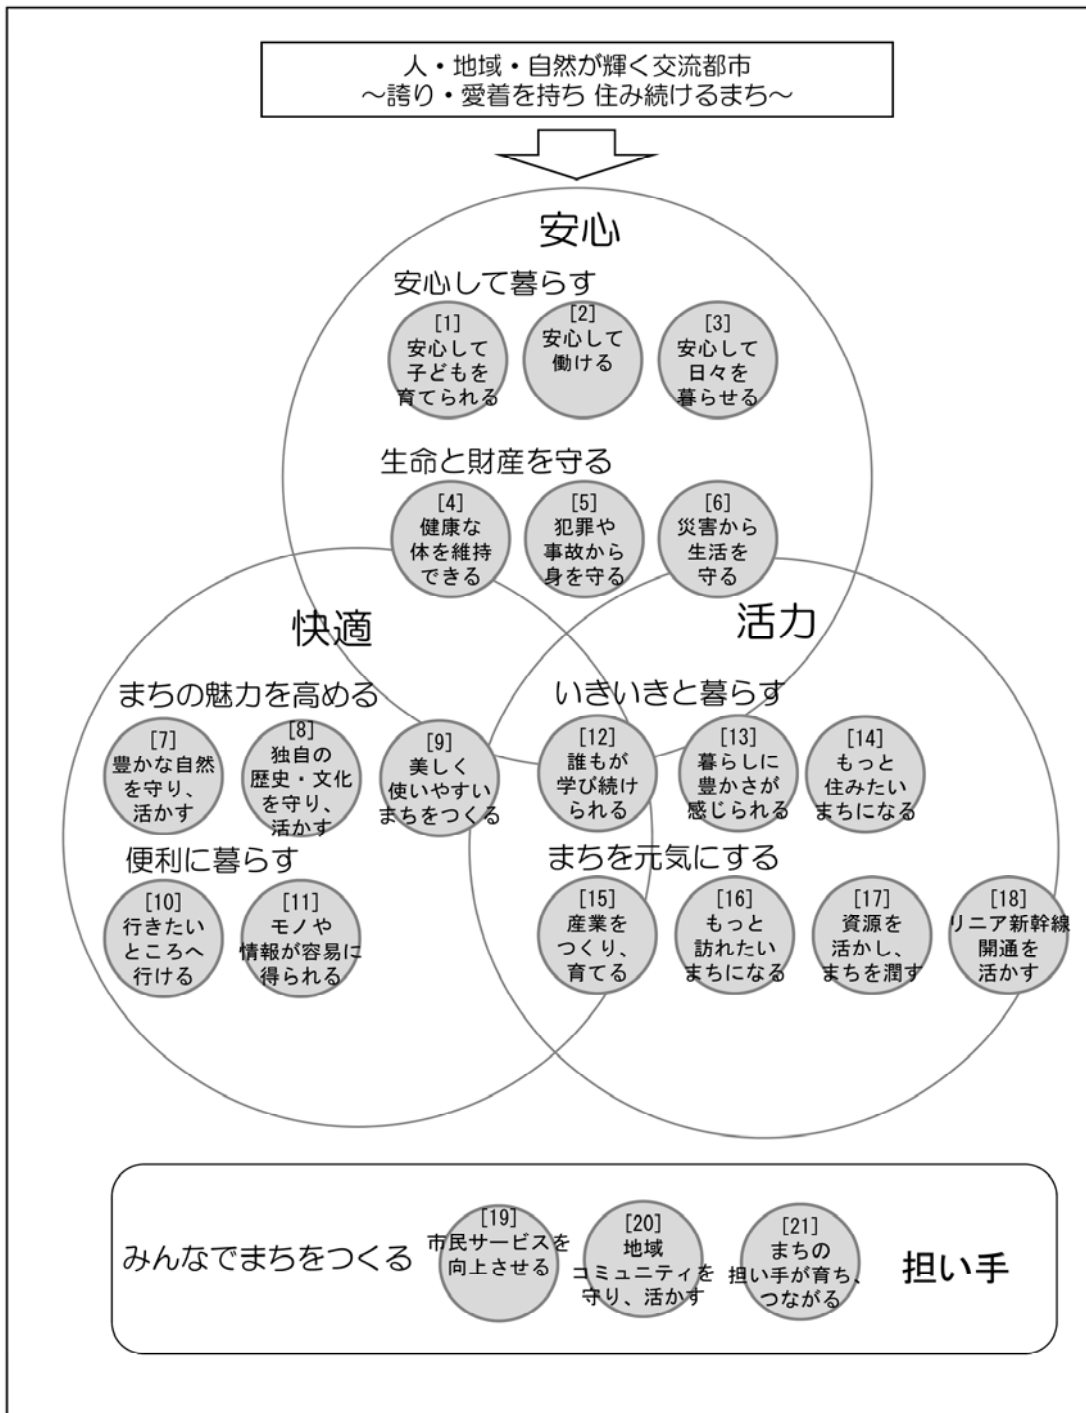 人・地域・自然が輝く交流都市
～誇り・愛着を持ち 住み続けるまち～
安心
安心して暮らす
[1]
安心して
子どもを
育てられる
[2]
安心して
働ける
[3]
安心して
日々を
暮らせる
生命と財産を守る
[4]
健康な
体を維持
できる
[5]
犯罪や
事故から
身を守る
[6]
災害から
生活を
守る
快適
まちの魅力を高める
[7]
豊かな自然
を守り、
活かす
[8]
独自の
歴史・文化
を守り、
活かす
[9]
美しく
使いやすい
まちをつくる
便利に暮らす
[10]
行きたい
ところへ
行ける
[11]
モノや
情報が容易に
得られる
活力
いきいきと暮らす
[12]
誰もが
学び続け
られる
[13]
暮らしに
豊かさが
感じられる
[14]
もっと
住みたい
まちになる
まちを元気にする
[15]
産業を
つくり、
育てる
[16]
もっと
訪れたい
まちになる
[17]
資源を
活かし、
まちを潤す
[18]
リニア新幹線
開通を
活かす
みんなでまちをつくる
[19]
市民サービスを
向上させる
[20]
地域
コミュニティを
守り、活かす
[21]
まちの
担い手が育ち、
つながる
担い手